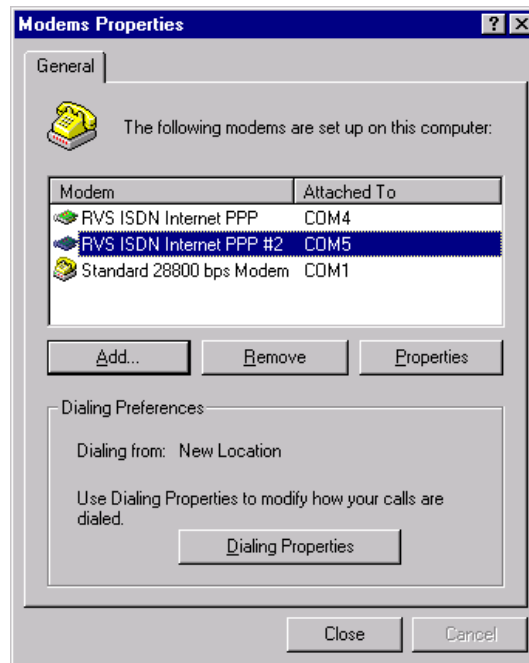 Modems Properties
General
The following modems are set up on this computer:
Modem Attached To
RVS ISDN Internet PPP COM4
RVS ISDN Internet PPP #2 COM5
Standard 28800 bps Modem COM1
Add... Remove Properties
Dialing Preferences
Dialing from: New Location
Use Dialing Properties to modify how your calls are
dialed.
Dialing Properties
Close Cancel